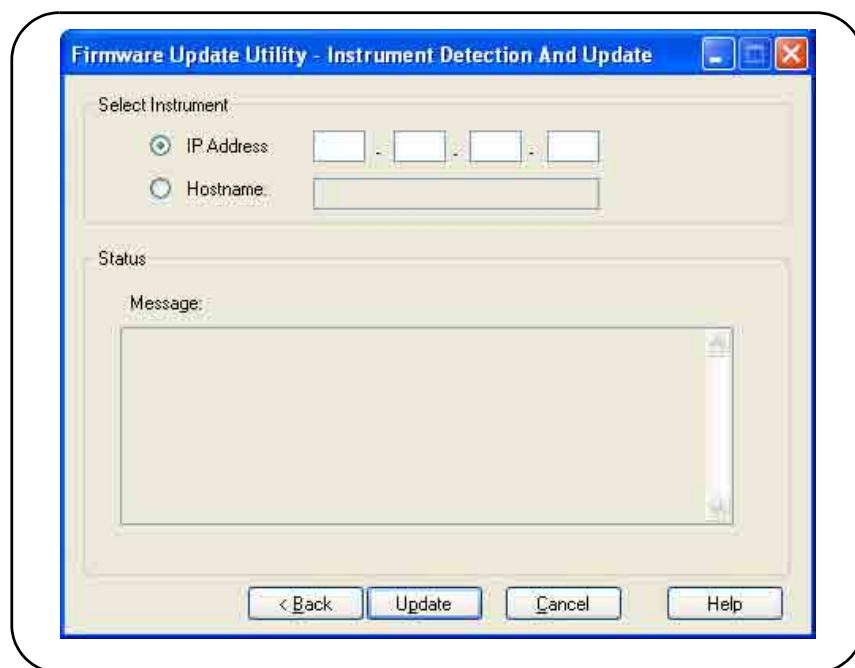 Firmware Update Utility - Instrument Detection And Update
Select Instrument
IP Address
. . .
Hostname:
Status
Message:
< Back Update Cancel Help